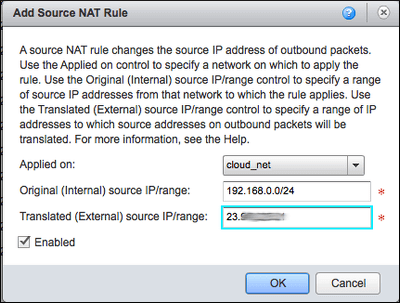 Add Source NAT Rule
A source NAT rule changes the source IP address of outbound packets.
Use the Applied on control to specify a network on which to apply the
rule. Use the Original (Internal) source IP/range control to specify a range
of source IP addresses from that network to which the rule applies. Use
the Translated (External) source IP/range control to specify a range of IP
addresses to which source addresses on outbound packets will be
translated. For more information, see the Help.
Applied on: cloud_net
Original (Internal) source IP/range: 192.168.0.0/24 *
Translated (External) source IP/range: 23. *
Enabled
OK Cancel